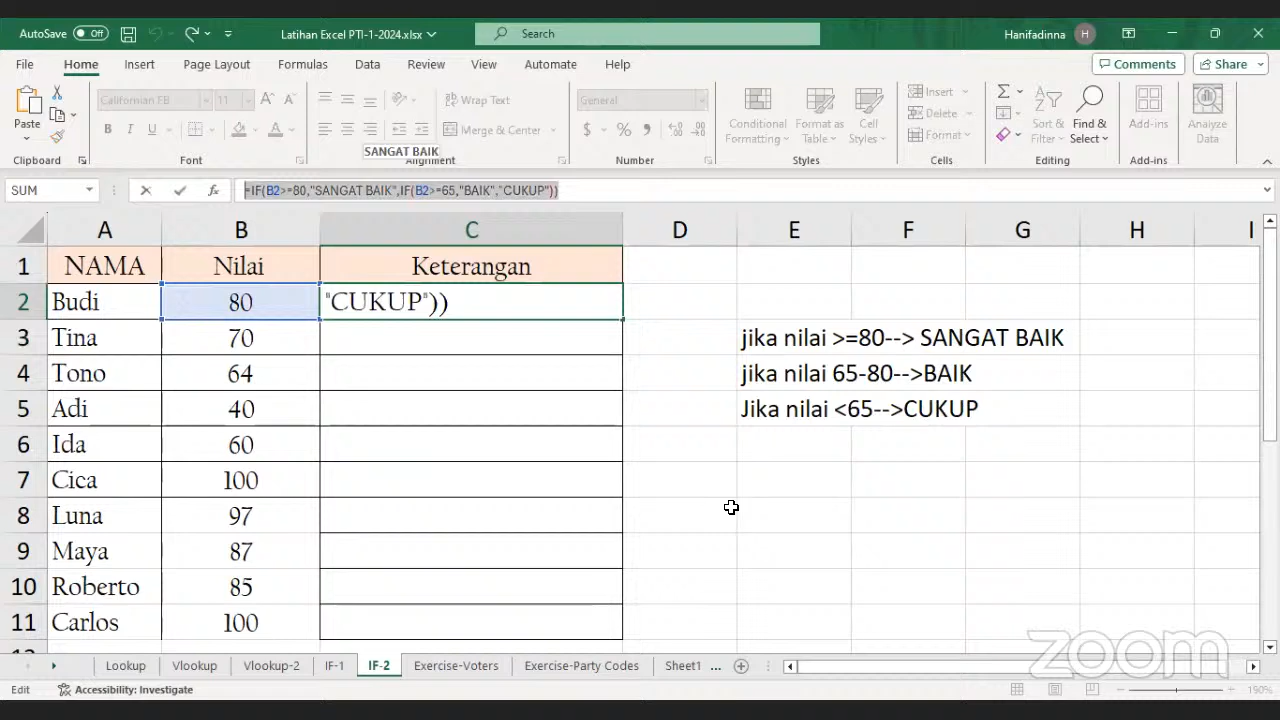 AutoSave Off Latihan Excel PTI-1-2024.xlsx Search Hanifadinna H
File Home Insert Page Layout Formulas Data Review View Automate Help Comments Share
Paste Californian FB 11 A A Wrap Text General Conditional Formatting Format as Table Cell Styles Insert Delete Format Sort & Filter Find & Select Add-ins Analyze Data
B I U A Merge & Center $ %
SANGAT BAIK
Clipboard Font Alignment Number Styles Cells Editing Add-ins
SUM fx =IF(B2>=80,"SANGAT BAIK",IF(B2>=65,"BAIK","CUKUP"))
A B C D E F G H I
1 NAMA Nilai Keterangan
2 Budi 80 "CUKUP"))
3 Tina 70 jika nilai >=80--> SANGAT BAIK
4 Tono 64 jika nilai 65-80-->BAIK
5 Adi 40 Jika nilai <65-->CUKUP
6 Ida 60
7 Cica 100
8 Luna 97
9 Maya 87
10 Roberto 85
11 Carlos 100
zoom
Lookup Vlookup Vlookup-2 IF-1 IF-2 Exercise-Voters Exercise-Party Codes Sheet1 ...
Edit Accessibility: Investigate 190%